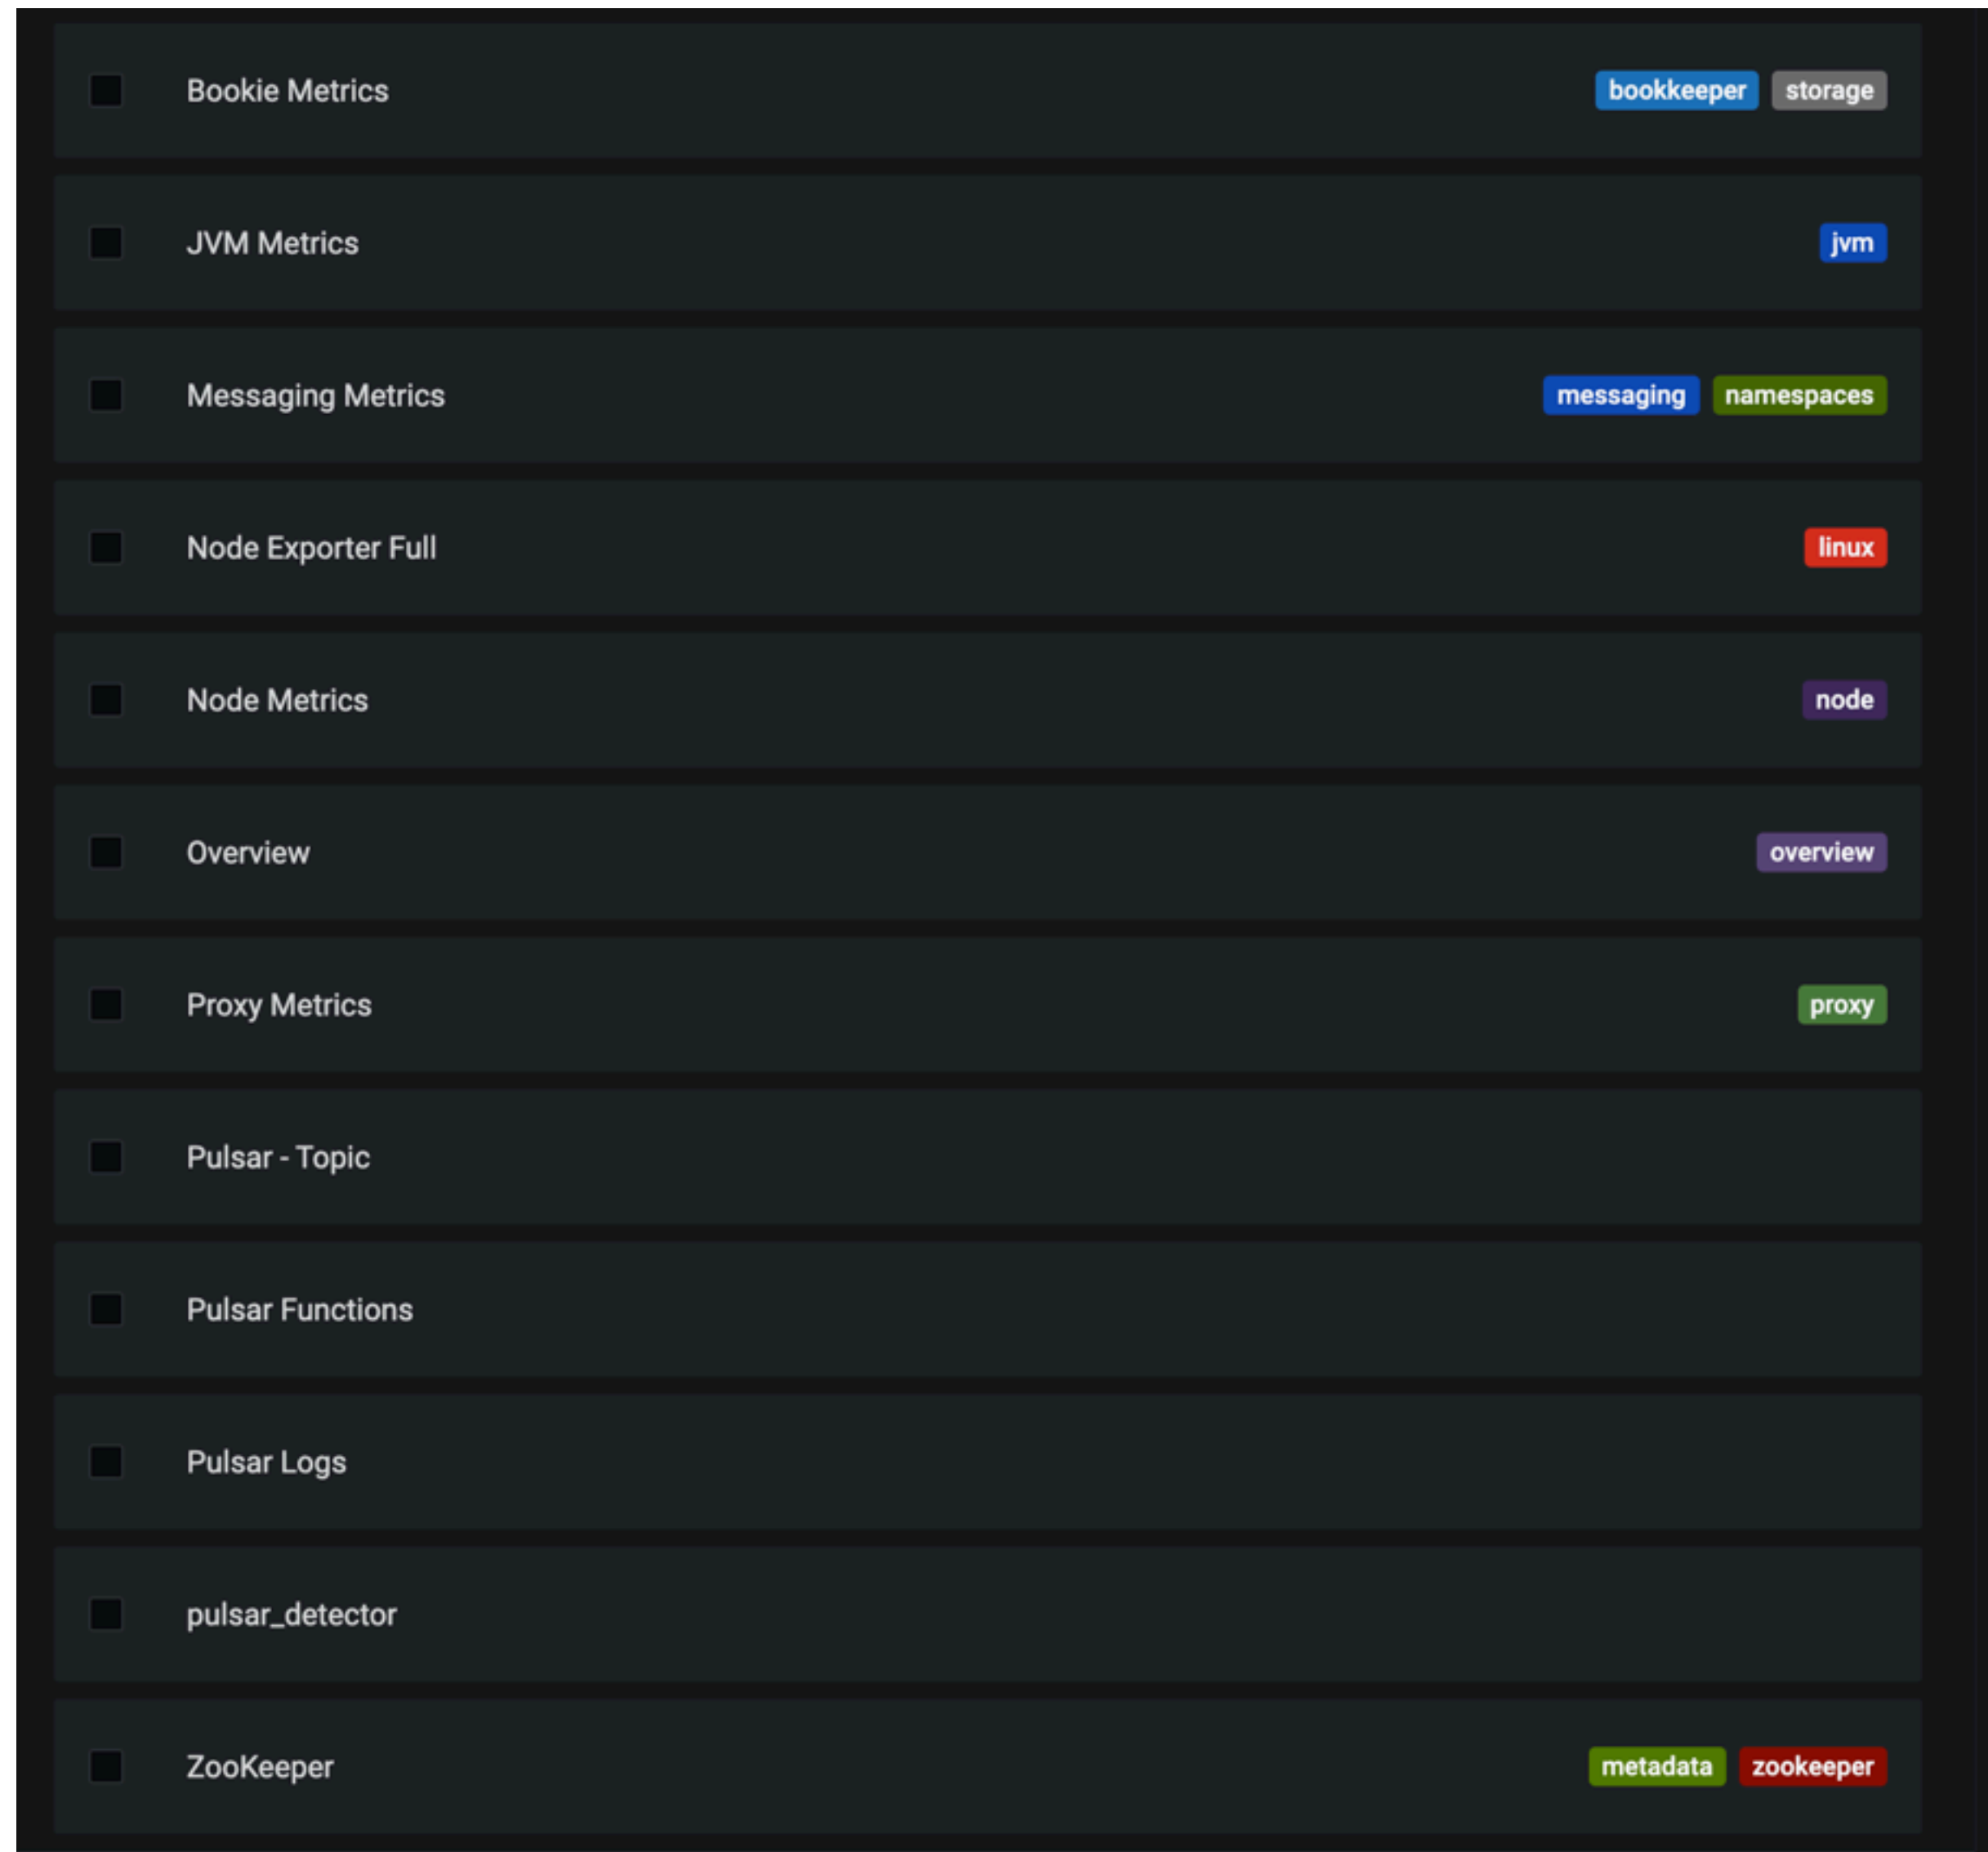 Bookie Metrics bookkeeper storage
JVM Metrics jvm
Messaging Metrics messaging namespaces
Node Exporter Full linux
Node Metrics node
Overview overview
Proxy Metrics proxy
Pulsar - Topic
Pulsar Functions
Pulsar Logs
pulsar_detector
ZooKeeper metadata zookeeper